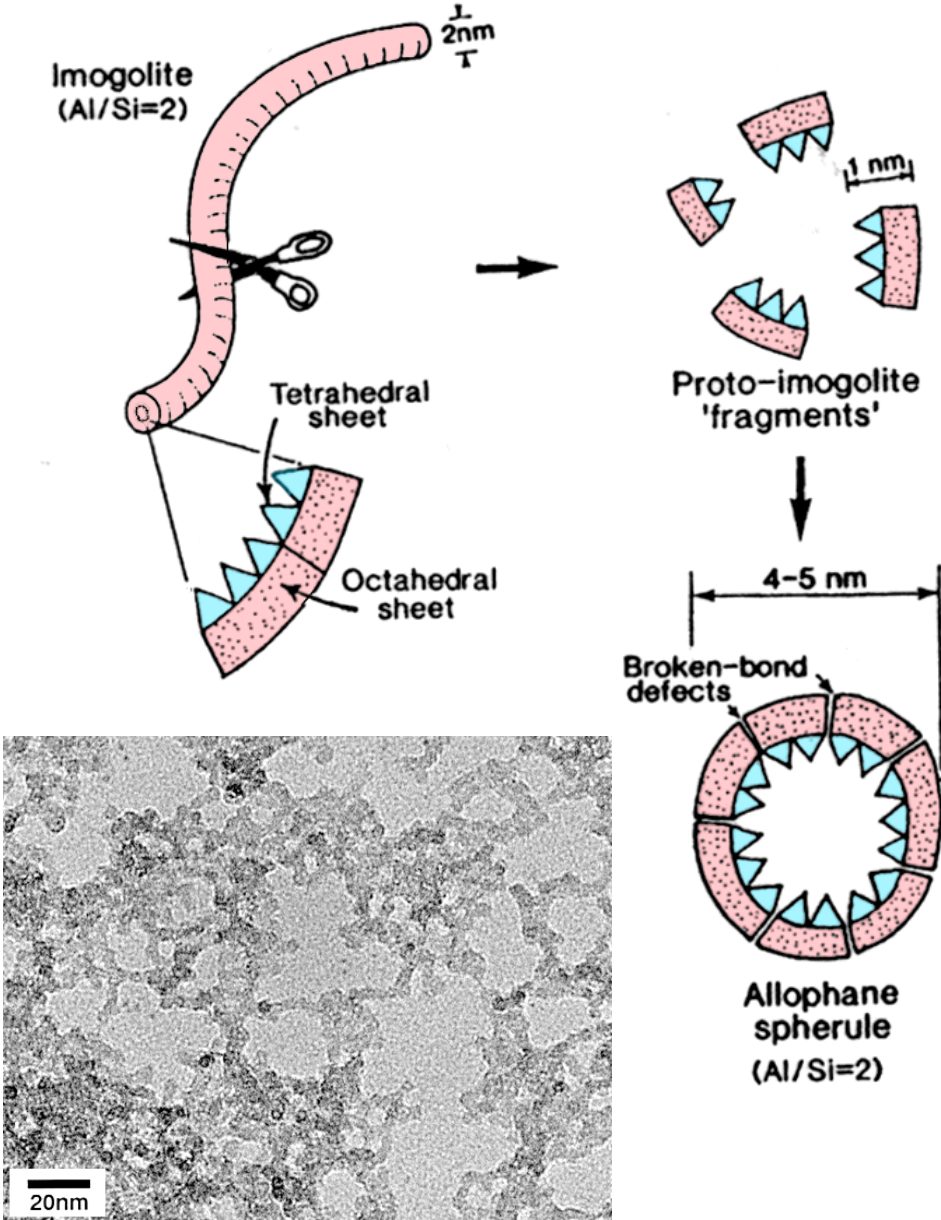 2nm
Imogolite
(Al/Si=2)
1 nm
Tetrahedral
sheet
Proto-imogolite
'fragments'
Octahedral
sheet
4-5 nm
Broken-bond
defects
Allophane
spherule
(Al/Si=2)
20nm